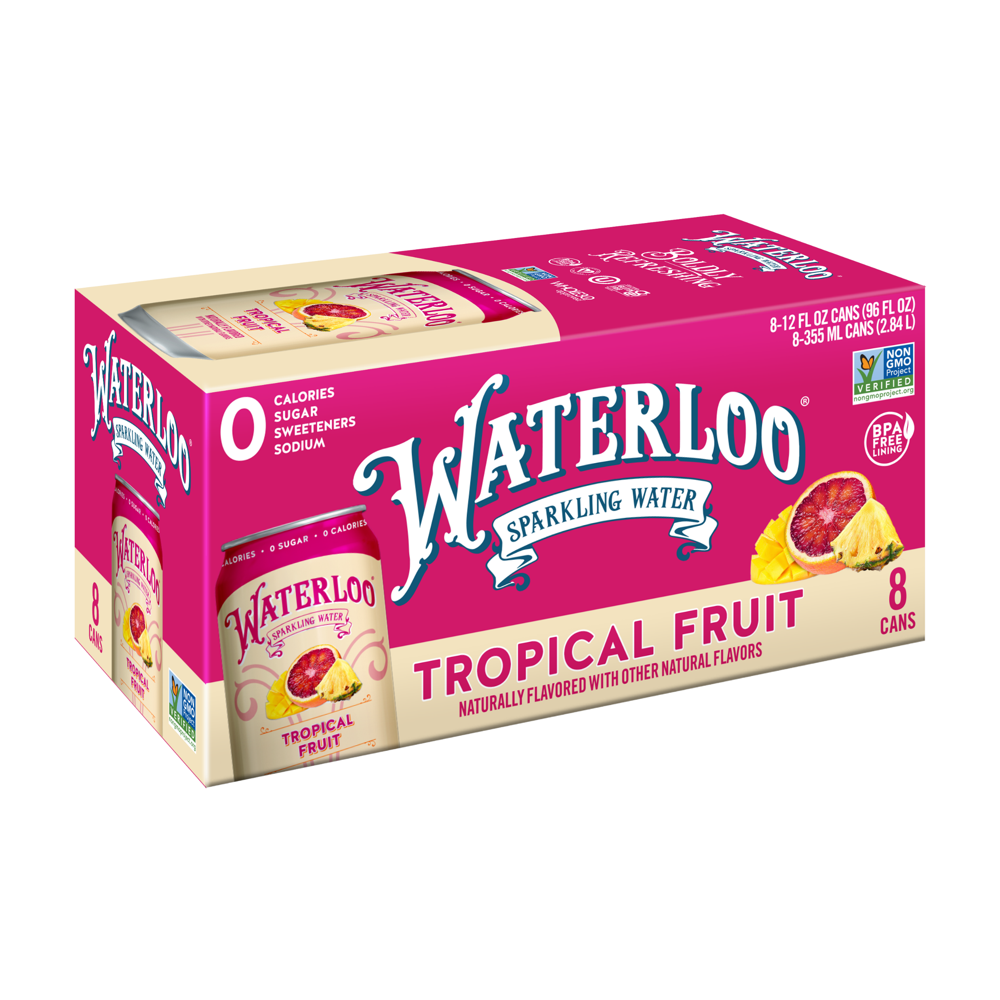 WATERLOO®
SPARKLING WATER
BOLDLY
REFRESHING
WHOLE30
APPROVED
CALORIES • 0 SUGAR • 0 CALORIES
WATERLOO
SPARKLING WATER
TROPICAL
FRUIT
NATURALLY FLAVORED
WITH OTHER NATURAL FLAVORS
WATERLOO®
SPARKLING WATER
ALORIES • 0 SUGAR • 0 CALORIES
WATERLOO
SPARKLING WATER
TROPICAL
FRUIT
8
CANS
NON
GMO
Project
VERIFIED
nongmoproject.org
0 CALORIES
SUGAR
SWEETENERS
SODIUM
8-12 FL OZ CANS (96 FL OZ)
8-355 ML CANS (2.84 L)
NON
GMO
Project
VERIFIED
nongmoproject.org
BPA
FREE
LINING
WATERLOO®
SPARKLING WATER
ALORIES • 0 SUGAR • 0 CALORIES
WATERLOO®
SPARKLING WATER
TROPICAL
FRUIT
TROPICAL FRUIT
NATURALLY FLAVORED WITH OTHER NATURAL FLAVORS
8
CANS